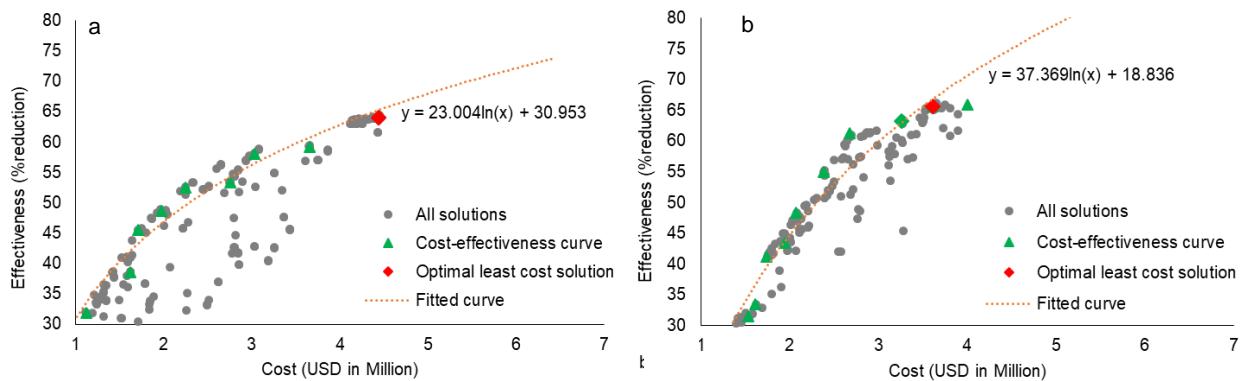 a
80
75
70
65
60
55
50
45
40
35
30
Effectiveness (%reduction)
y = 23.004ln(x) + 30.953
All solutions
Cost-effectiveness curve
Optimal least cost solution
Fitted curve
1 2 3 4 5 6 7
Cost (USD in Million)
b
80
75
70
65
60
55
50
45
40
35
30
Effectiveness (%reduction)
y = 37.369ln(x) + 18.836
All solutions
Cost-effectiveness curve
Optimal least cost solution
Fitted curve
1 2 3 4 5 6 7
Cost (USD in Million)